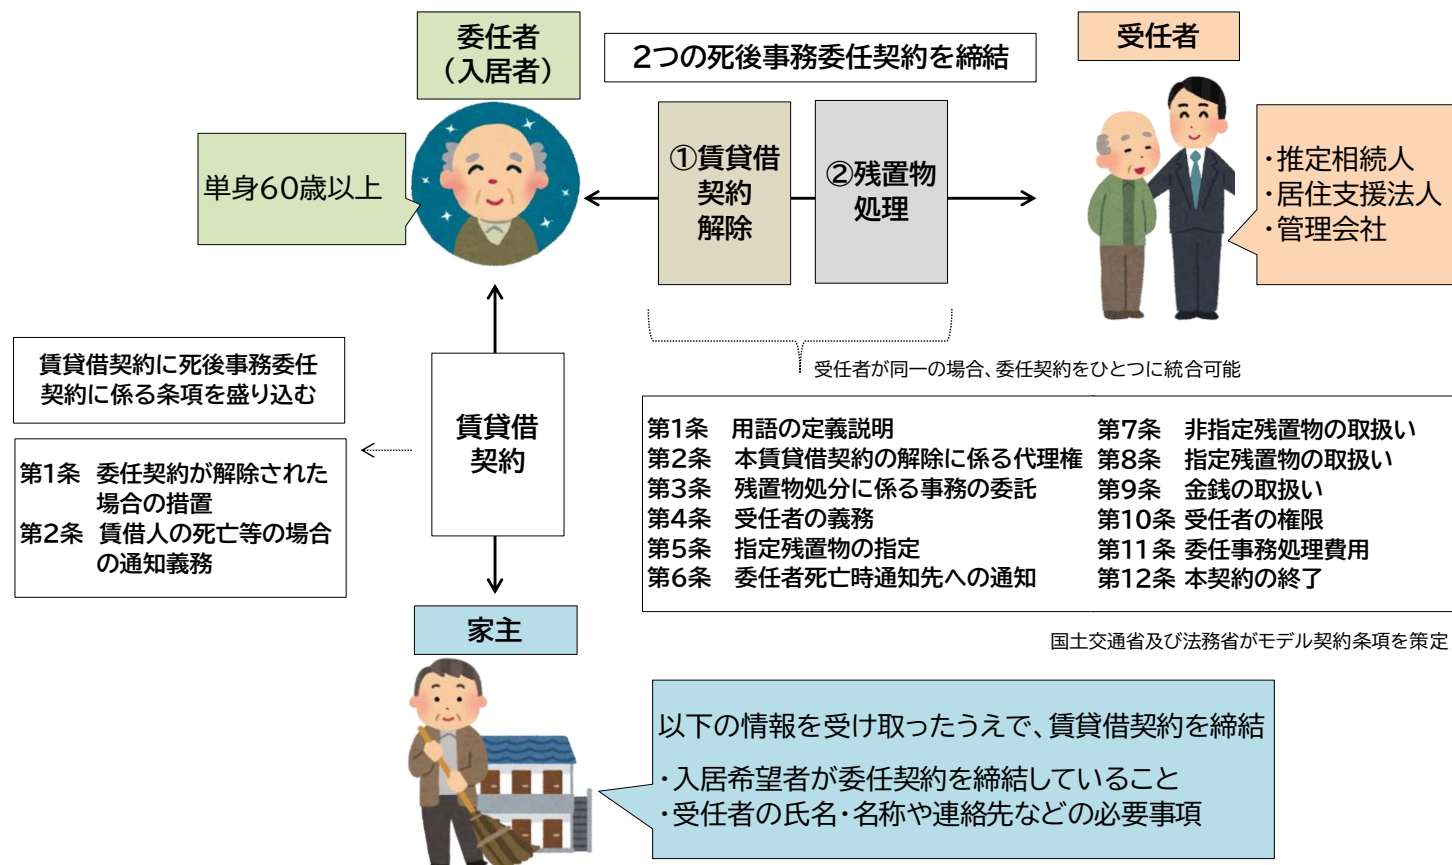 委任者
（入居者）
2つの死後事務委任契約を締結
受任者
単身60歳以上
①賃貸借
契約
解除
②残置物
処理
・推定相続人
・居住支援法人
・管理会社
受任者が同一の場合、委任契約をひとつに統合可能
賃貸借契約に死後事務委任
契約に係る条項を盛り込む
賃貸借
契約
第1条　委任契約が解除された
場合の措置
第2条　賃借人の死亡等の場合
の通知義務
第1条　用語の定義説明
第2条　本賃貸借契約の解除に係る代理権
第3条　残置物処分に係る事務の委託
第4条　受任者の義務
第5条　指定残置物の指定
第6条　委任者死亡時通知先への通知
第7条　非指定残置物の取扱い
第8条　指定残置物の取扱い
第9条　金銭の取扱い
第10条 受任者の権限
第11条 委任事務処理費用
第12条 本契約の終了
国土交通省及び法務省がモデル契約条項を策定
家主
以下の情報を受け取ったうえで、賃貸借契約を締結
・入居希望者が委任契約を締結していること
・受任者の氏名・名称や連絡先などの必要事項